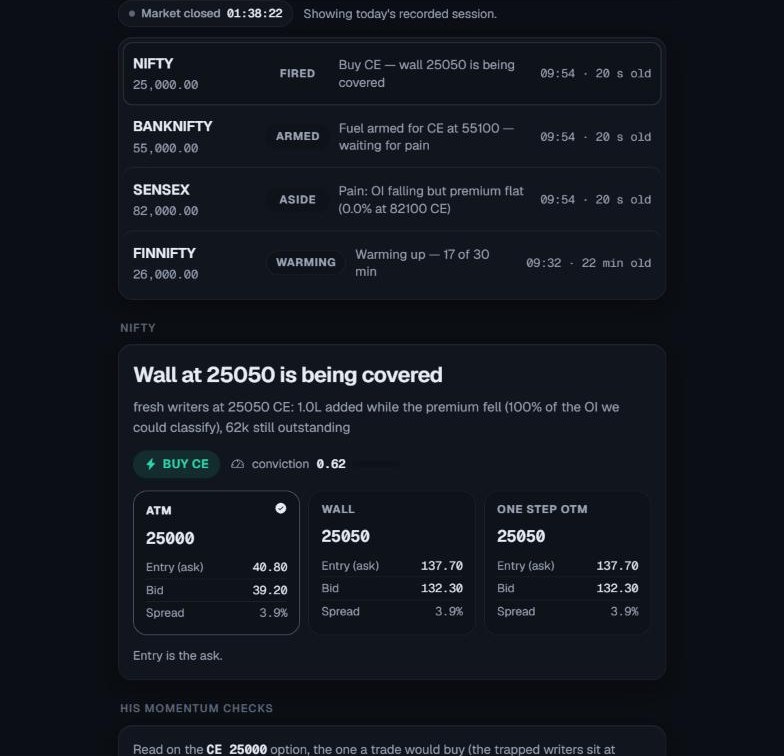 Market closed 01:38:22 Showing today's recorded session.
NIFTY
25,000.00
FIRED
Buy CE — wall 25050 is being
covered
09:54 · 20 s old
BANKNIFTY
55,000.00
ARMED
Fuel armed for CE at 55100 —
waiting for pain
09:54 · 20 s old
SENSEX
82,000.00
ASIDE
Pain: OI falling but premium flat
(0.0% at 82100 CE)
09:54 · 20 s old
FINNIFTY
26,000.00
WARMING
Warming up — 17 of 30
min
09:32 · 22 min old
NIFTY
Wall at 25050 is being covered
fresh writers at 25050 CE: 1.0L added while the premium fell (100% of the OI we
could classify), 62k still outstanding
BUY CE conviction 0.62
ATM
25000
Entry (ask) 40.80
Bid 39.20
Spread 3.9%
WALL
25050
Entry (ask) 137.70
Bid 132.30
Spread 3.9%
ONE STEP OTM
25050
Entry (ask) 137.70
Bid 132.30
Spread 3.9%
Entry is the ask.
HIS MOMENTUM CHECKS
Read on the CE 25000 option, the one a trade would buy (the trapped writers sit at